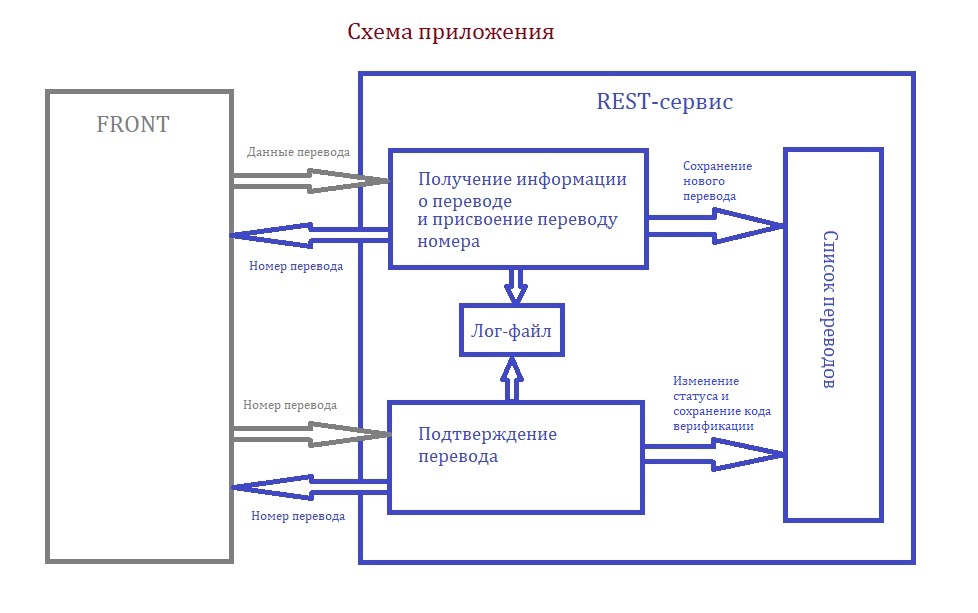 Схема приложения
FRONT
REST-сервис
Данные перевода
Получение информации
о переводе
и присвоение переводу
номера
Сохранение
нового
перевода
Номер перевода
Список переводов
Лог-файл
Номер перевода
Подтверждение
перевода
Изменение
статуса и
сохранение кода
верификации
Номер перевода